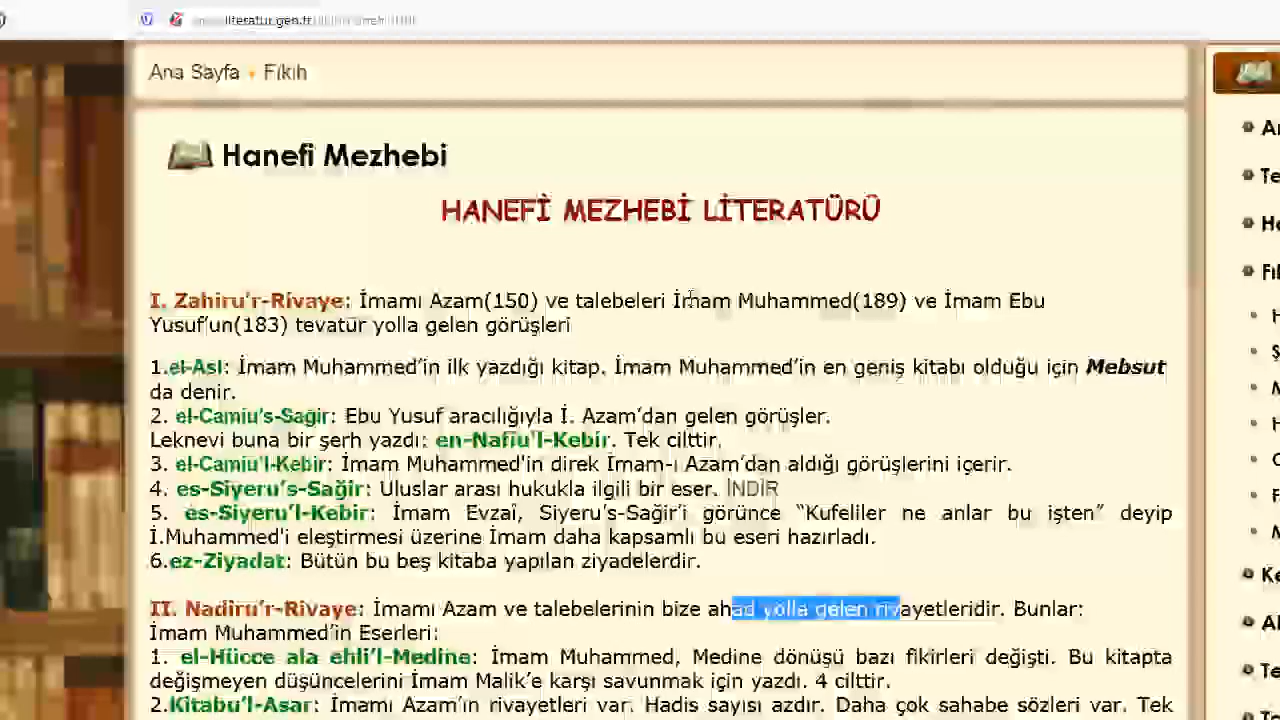 literatur.gen.tr
Ana Sayfa • Fıkıh
Hanefi Mezhebi
HANEFİ MEZHEBİ LİTERATÜRÜ
I. Zahiru’r-Rivaye: İmamı Azam(150) ve talebeleri İmam Muhammed(189) ve İmam Ebu
Yusuf’un(183) tevatür yolla gelen görüşleri
1.el-Asl: İmam Muhammed’in ilk yazdığı kitap. İmam Muhammed’in en geniş kitabı olduğu için Mebsut
da denir.
2. el-Camiu’s-Sağir: Ebu Yusuf aracılığıyla İ. Azam’dan gelen görüşler.
Leknevi buna bir şerh yazdı: en-Nafiu’l-Kebir. Tek cilttir.
3. el-Camiu’l-Kebir: İmam Muhammed'in direk İmam-ı Azam’dan aldığı görüşlerini içerir.
4. es-Siyeru’s-Sağir: Uluslar arası hukukla ilgili bir eser. İNDİR
5. es-Siyeru’l-Kebir: İmam Evzaî, Siyeru’s-Sağir’i görünce “Kufeliler ne anlar bu işten” deyip
İ.Muhammed'i eleştirmesi üzerine İmam daha kapsamlı bu eseri hazırladı.
6.ez-Ziyadat: Bütün bu beş kitaba yapılan ziyadelerdir.
II. Nadiru’r-Rivaye: İmamı Azam ve talebelerinin bize ahad yolla gelen rivayetleridir. Bunlar:
İmam Muhammed’in Eserleri:
1. el-Hücce ala ehli’l-Medine: İmam Muhammed, Medine dönüşü bazı fikirleri değişti. Bu kitapta
değişmeyen düşüncelerini İmam Malik’e karşı savunmak için yazdı. 4 cilttir.
2.Kitabu’l-Asar: İmamı Azam’ın rivayetleri var. Hadis sayısı azdır. Daha çok sahabe sözleri var. Tek